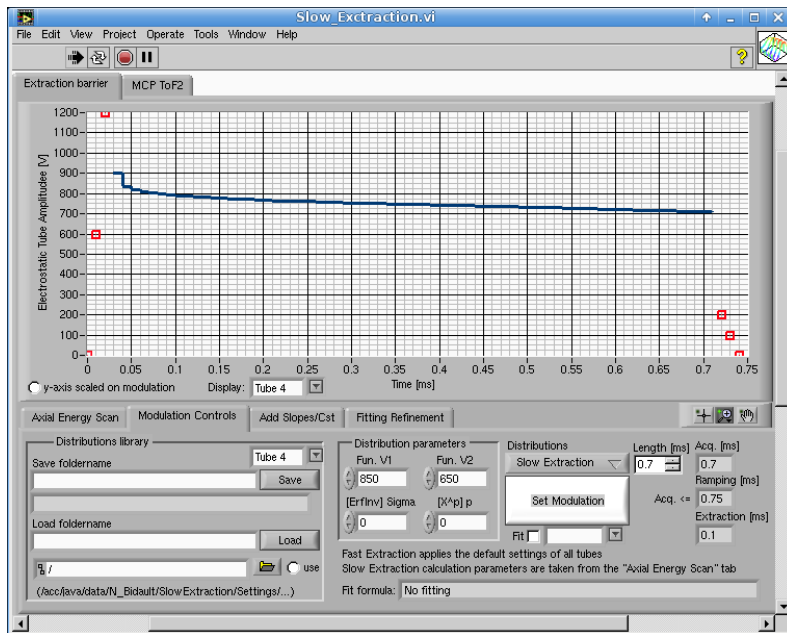 Slow_Exctraction.vi
File Edit View Project Operate Tools Window Help
?
Extraction barrier MCP ToF2
Electrostatic Tube Amplitudee [V]
1200
1100
1000
900
800
700
600
500
400
300
200
100
0
0 0.05 0.1 0.15 0.2 0.25 0.3 0.35 0.4 0.45 0.5 0.55 0.6 0.65 0.7 0.75
Time [ms]
y-axis scaled on modulation Display: Tube 4
Axial Energy Scan Modulation Controls Add Slopes/Cst Fitting Refinement
Distributions library
Save foldername Tube 4
Save
Load foldername
Load
/ use
(/acc/java/data/N_Bidault/SlowExtraction/Settings/...)
Distribution parameters
Fun. V1 Fun. V2
850 650
[ErfInv] Sigma [X^p] p
0 0
Distributions
Slow Extraction
Set Modulation
Fit
Length [ms]
0.7
Acq. [ms]
0.7
Ramping [ms]
Acq. <= 0.75
Extraction [ms]
0.1
Fast Extraction applies the default settings of all tubes
Slow Extraction calculation parameters are taken from the "Axial Energy Scan" tab
Fit formula: No fitting